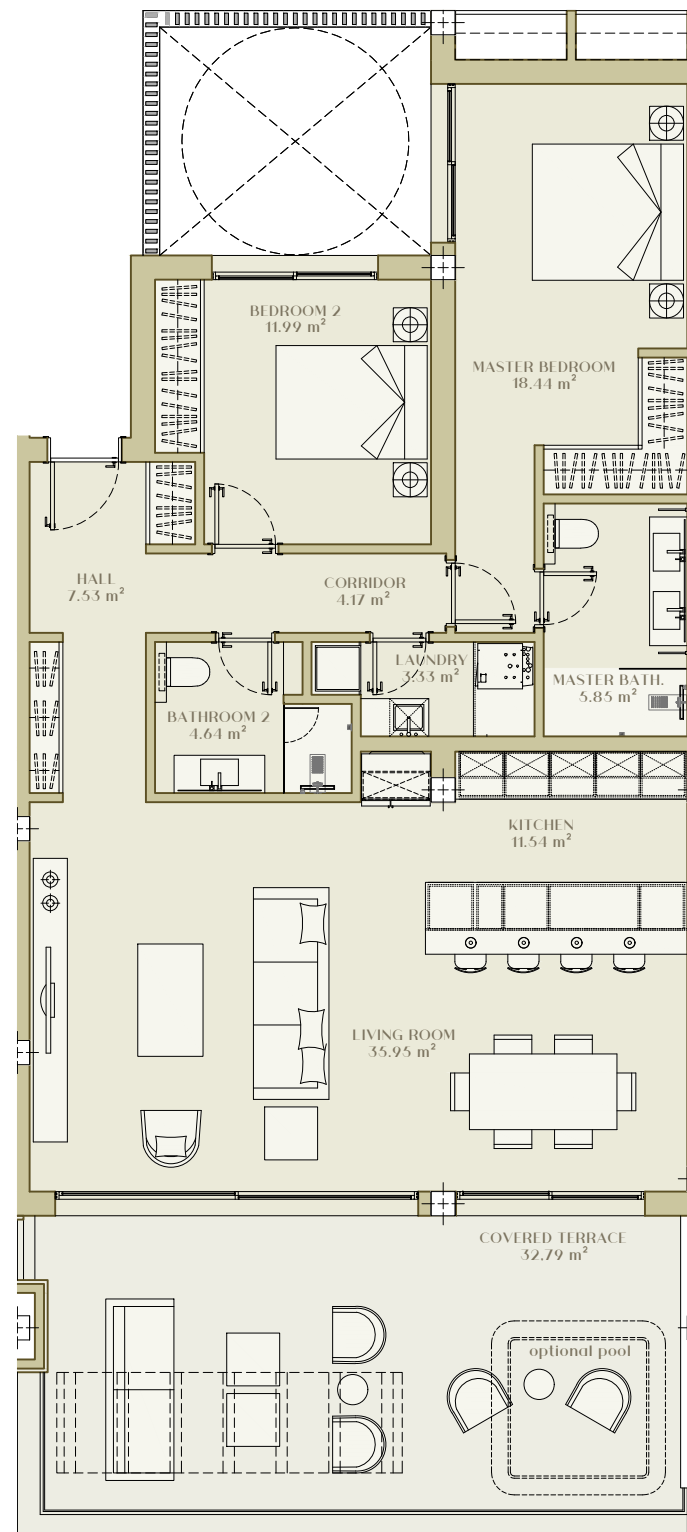 BEDROOM 2
11.99 m²
MASTER BEDROOM
18.44 m²
HALL
7.53 m²
CORRIDOR
4.17 m²
LAUNDRY
3.33 m²
MASTER BATH.
5.85 m²
BATHROOM 2
4.64 m²
KITCHEN
11.54 m²
LIVING ROOM
35.95 m²
COVERED TERRACE
32.79 m²
optional pool